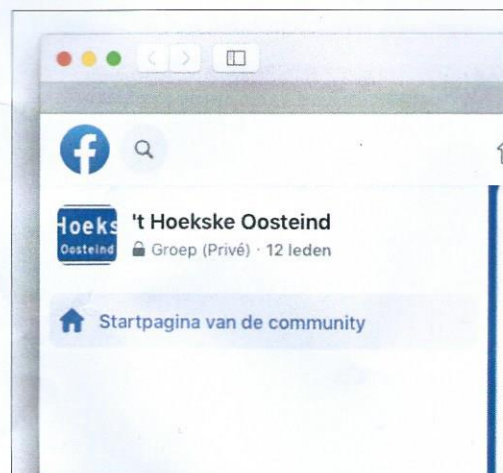 't Hoekske Oosteind
Groep (Privé) · 12 leden
Hoeks
Oosteind
Startpagina van de community